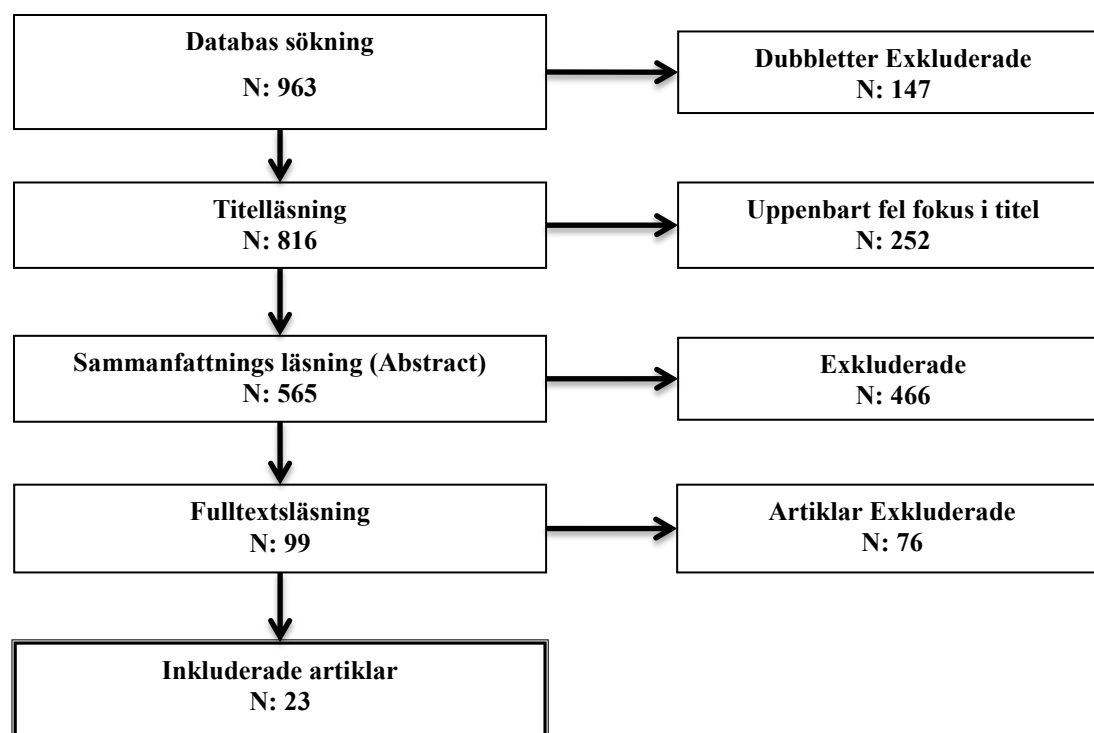 Databas sökning
N: 963
Dubbletter Exkluderade
N: 147
Titelläsning
N: 816
Uppenbart fel fokus i titel
N: 252
Sammanfattnings läsning (Abstract)
N: 565
Exkluderade
N: 466
Fulltextsläsning
N: 99
Artiklar Exkluderade
N: 76
Inkluderade artiklar
N: 23